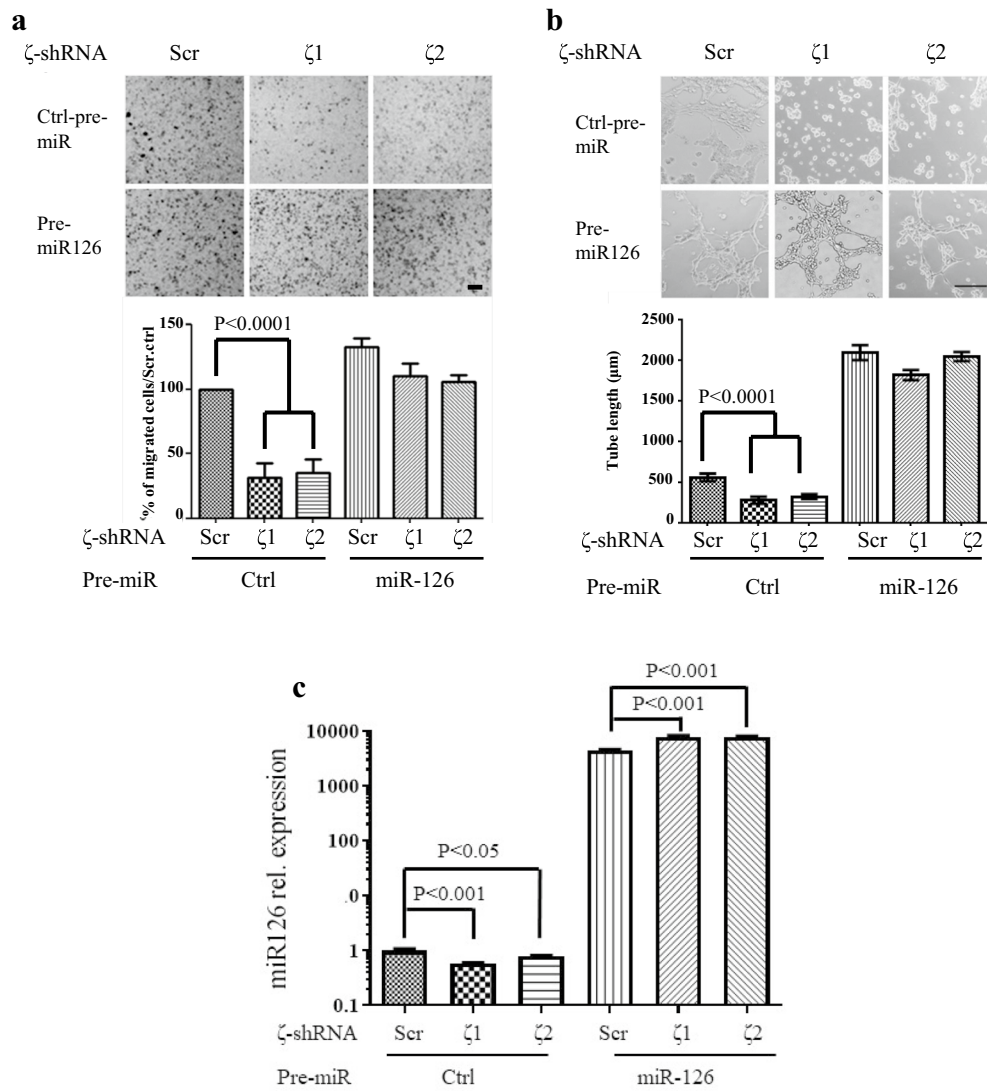 a
ζ-shRNA Scr ζ1 ζ2
Ctrl-pre-
miR
Pre-
miR126
% of migrated cells/Scr.ctrl
150
100
50
0
P<0.0001
ζ-shRNA Scr ζ1 ζ2 Scr ζ1 ζ2
Pre-miR Ctrl miR-126
b
ζ-shRNA Scr ζ1 ζ2
Ctrl-pre-
miR
Pre-
miR126
Tube length (µm)
2500
2000
1500
1000
500
0
P<0.0001
ζ-shRNA Scr ζ1 ζ2 Scr ζ1 ζ2
Pre-miR Ctrl miR-126
c
miR126 rel. expression
10000
1000
100
.0
1
0.1
P<0.05
P<0.001
P<0.001
P<0.001
ζ-shRNA Scr ζ1 ζ2 Scr ζ1 ζ2
Pre-miR Ctrl miR-126